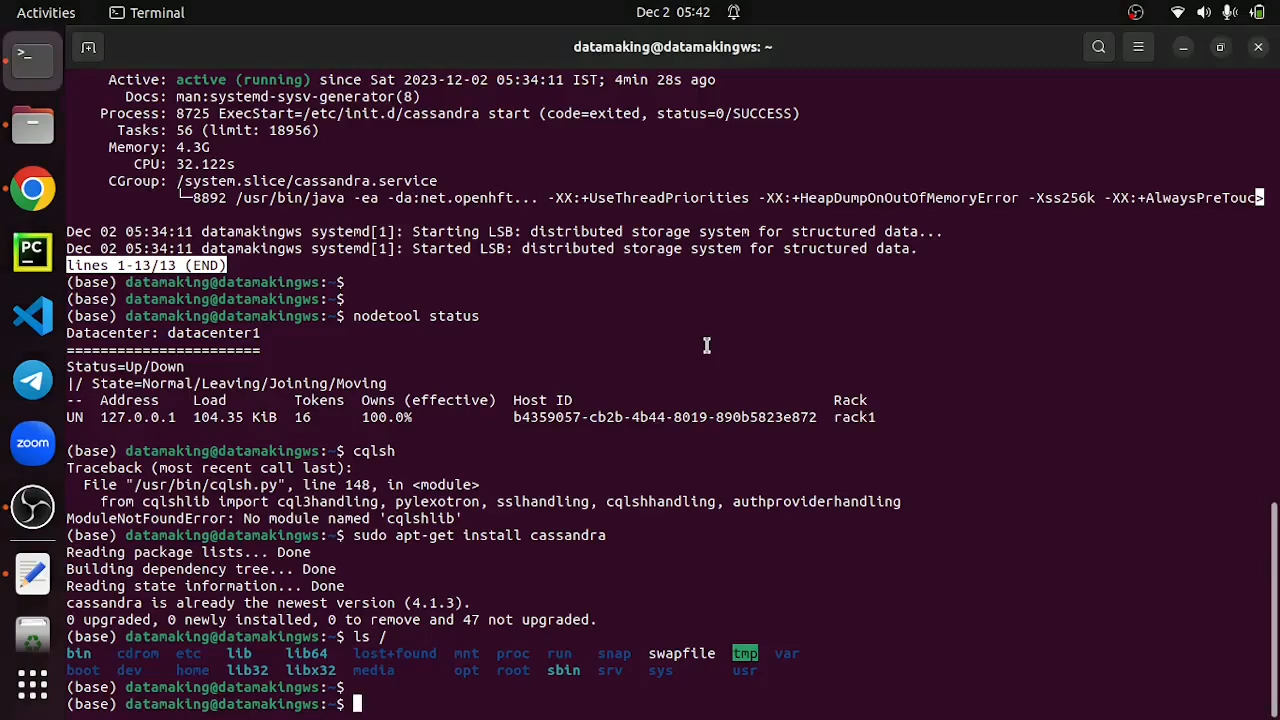 Activities
Terminal
Dec 2 05:42
datamaking@datamakingws: ~
Active: active (running) since Sat 2023-12-02 05:34:11 IST; 4min 28s ago
Docs: man:systemd-sysv-generator(8)
Process: 8725 ExecStart=/etc/init.d/cassandra start (code=exited, status=0/SUCCESS)
Tasks: 56 (limit: 18956)
Memory: 4.3G
CPU: 32.122s
CGroup: /system.slice/cassandra.service
└─8892 /usr/bin/java -ea -da:net.openhft... -XX:+UseThreadPriorities -XX:+HeapDumpOnOutOfMemoryError -Xss256k -XX:+AlwaysPreTouc>
Dec 02 05:34:11 datamakingws systemd[1]: Starting LSB: distributed storage system for structured data...
Dec 02 05:34:11 datamakingws systemd[1]: Started LSB: distributed storage system for structured data.
lines 1-13/13 (END)
(base) datamaking@datamakingws:~$
(base) datamaking@datamakingws:~$
(base) datamaking@datamakingws:~$ nodetool status
Datacenter: datacenter1
=======================
Status=Up/Down
|/ State=Normal/Leaving/Joining/Moving
-- Address Load Tokens Owns (effective) Host ID Rack
UN 127.0.0.1 104.35 KiB 16 100.0% b4359057-cb2b-4b44-8019-890b5823e872 rack1
(base) datamaking@datamakingws:~$ cqlsh
Traceback (most recent call last):
File "/usr/bin/cqlsh.py", line 148, in <module>
from cqlshlib import cql3handling, pylexotron, sslhandling, cqlshhandling, authproviderhandling
ModuleNotFoundError: No module named 'cqlshlib'
(base) datamaking@datamakingws:~$ sudo apt-get install cassandra
Reading package lists... Done
Building dependency tree... Done
Reading state information... Done
cassandra is already the newest version (4.1.3).
0 upgraded, 0 newly installed, 0 to remove and 47 not upgraded.
(base) datamaking@datamakingws:~$ ls /
bin cdrom etc lib lib64 lost+found mnt proc run snap swapfile tmp var
boot dev home lib32 libx32 media opt root sbin srv sys usr
(base) datamaking@datamakingws:~$
(base) datamaking@datamakingws:~$
PC
zoom